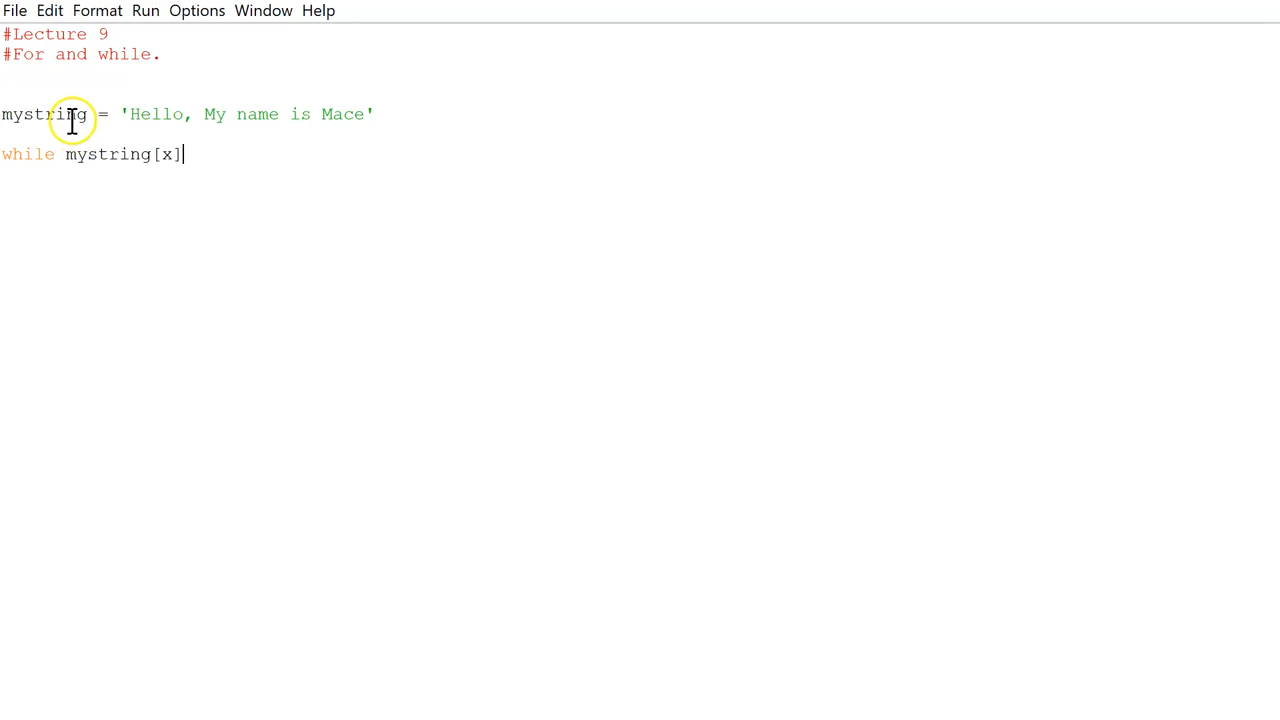 File Edit Format Run Options Window Help
#Lecture 9
#For and while.
mystring = 'Hello, My name is Mace'
while mystring[x]